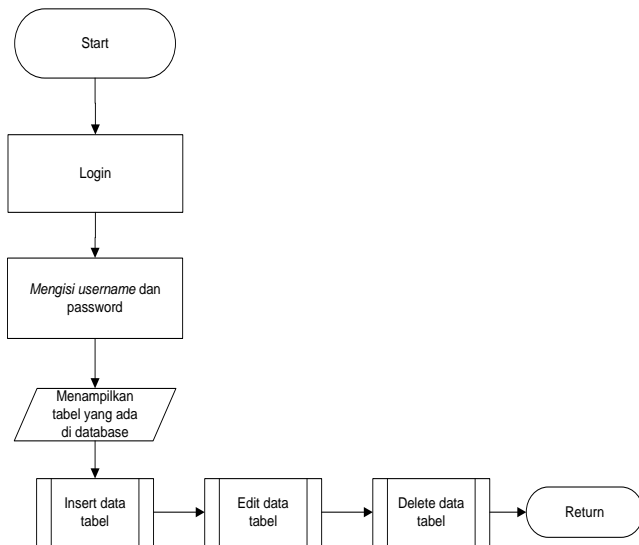 Start
Login
Mengisi username dan
password
Menampilkan
tabel yang ada
di database
Insert data
tabel
Edit data
tabel
Delete data
tabel
Return